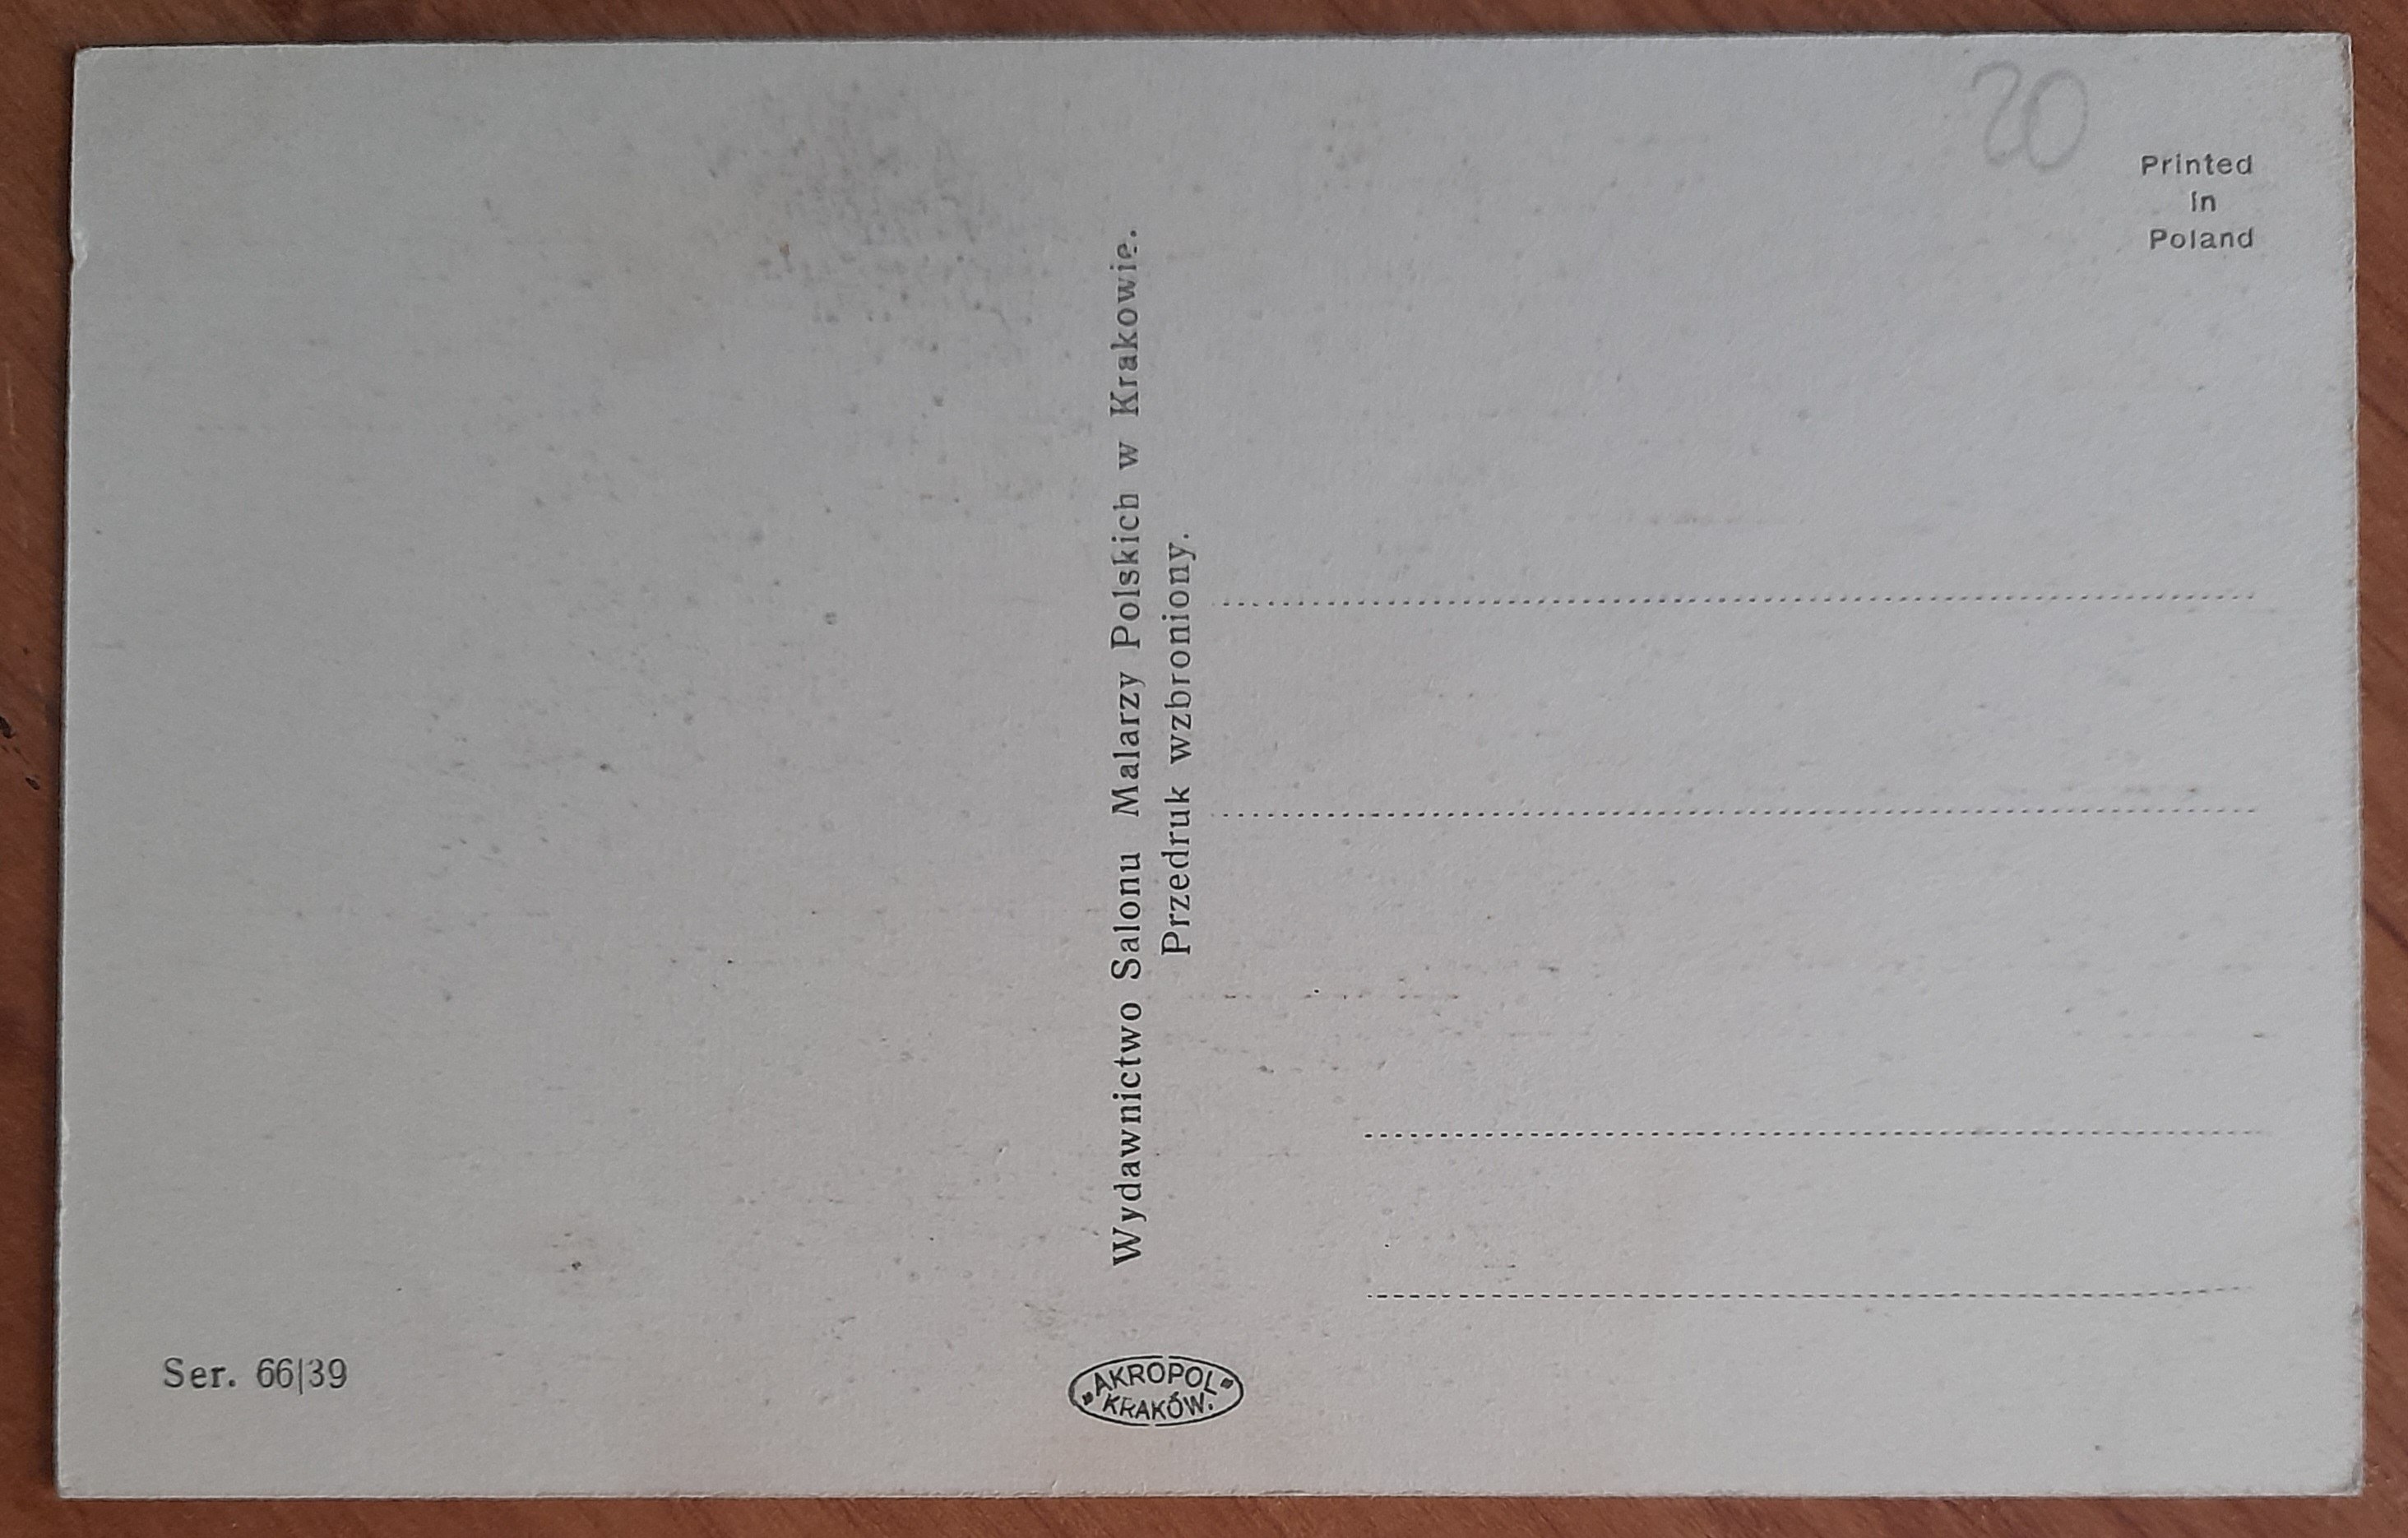 20
Printed
in
Poland
Wydawnictwo Salonu Malarzy Polskich w Krakowie.
Przedruk wzbroniony.
Ser. 66|39
"AKROPOL"
KRAKÓW.